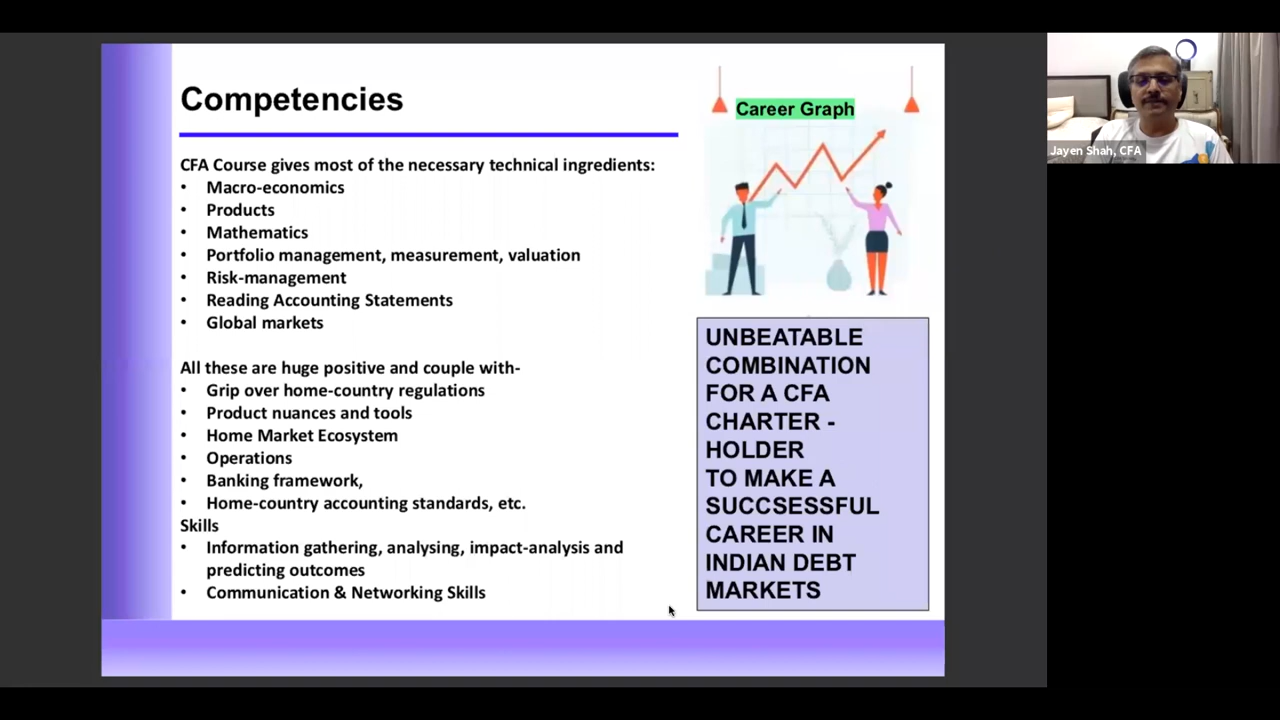 Competencies
CFA Course gives most of the necessary technical ingredients:
• Macro-economics
• Products
• Mathematics
• Portfolio management, measurement, valuation
• Risk-management
• Reading Accounting Statements
• Global markets
All these are huge positive and couple with-
• Grip over home-country regulations
• Product nuances and tools
• Home Market Ecosystem
• Operations
• Banking framework,
• Home-country accounting standards, etc.
Skills
• Information gathering, analysing, impact-analysis and
predicting outcomes
• Communication & Networking Skills
Career Graph
UNBEATABLE
COMBINATION
FOR A CFA
CHARTER -
HOLDER
TO MAKE A
SUCCSESSFUL
CAREER IN
INDIAN DEBT
MARKETS
Jayen Shah, CFA